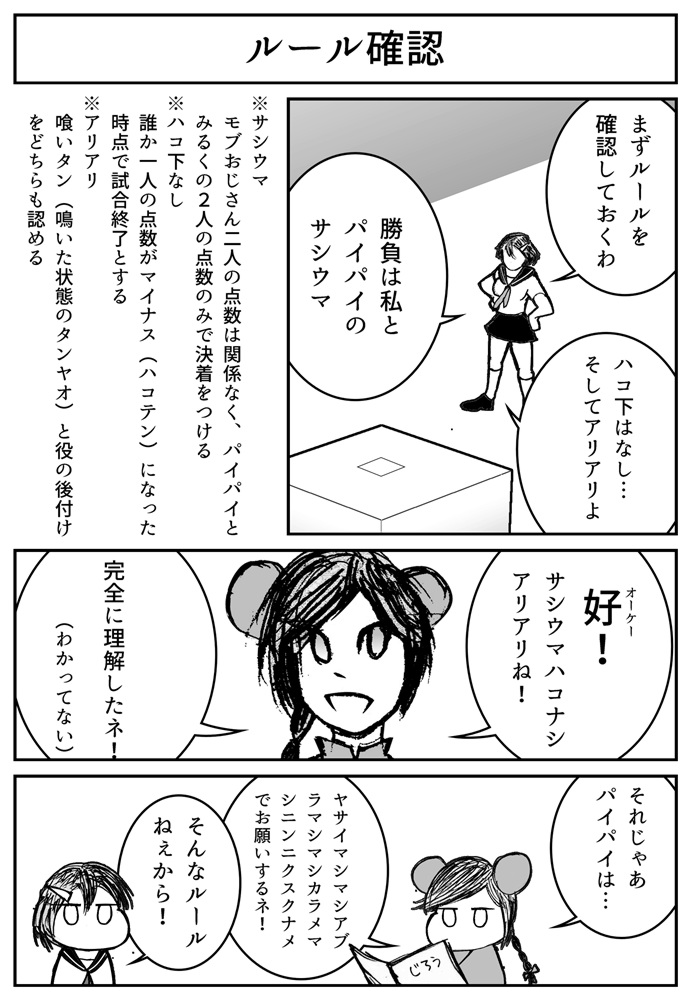 ルール確認
まずルールを
確認しておくわ
勝負は私と
パイパイの
サシウマ
ハコ下はなし…
そしてアリアリよ
※サシウマ
モブおじさん二人の点数は関係なく、パイパイと
みるくの２人の点数のみで決着をつける
※ハコ下なし
誰か一人の点数がマイナス（ハコテン）になった
時点で試合終了とする
※アリアリ
喰いタン（鳴いた状態のタンヤオ）と役の後付け
をどちらも認める
オーケー
好！
サシウマハコナシ
アリアリね！
完全に理解したネ！
（わかってない）
それじゃあ
パイパイは…
ヤサイマシマシアブ
ラマシマシカラメマ
シニンニクスクナメ
でお願いするネ！
じろう
そんなルール
ねぇから！